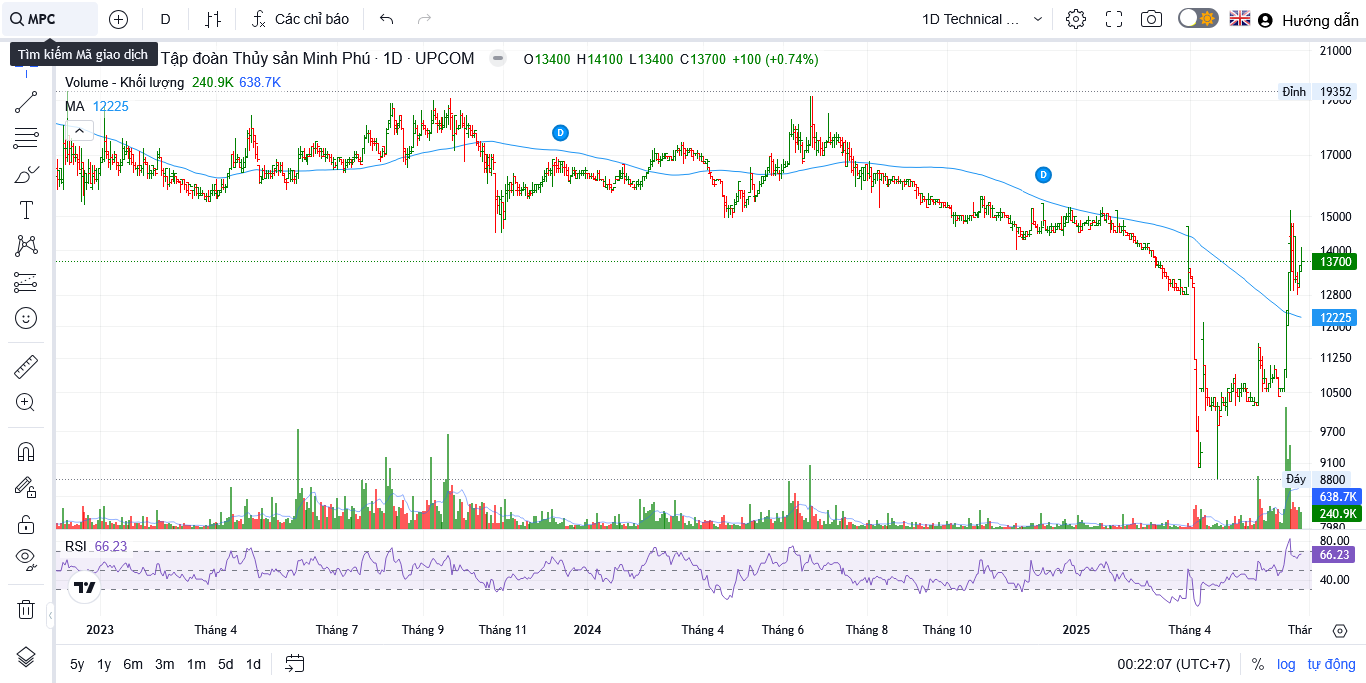 MPC D Các chỉ báo 1D Technical ... Hướng dẫn
Tìm kiếm Mã giao dịch
Tập đoàn Thủy sản Minh Phú · 1D · UPCOM O13400 H14100 L13400 C13700 +100 (+0.74%)
Volume - Khối lượng 240.9K 638.7K
MA 12225
D
D
21000
Đỉnh 19352
19000
17000
15000
14000
13700
12800
12225
12000
11250
10500
9700
9100
Đáy 8800
638.7K
240.9K
7980
RSI 66.23
80.00
66.23
40.00
2023 Tháng 4 Tháng 7 Tháng 9 Tháng 11 2024 Tháng 4 Tháng 6 Tháng 8 Tháng 10 2025 Tháng 4 Thár
5y 1y 6m 3m 1m 5d 1d 00:22:07 (UTC+7) % log tự động